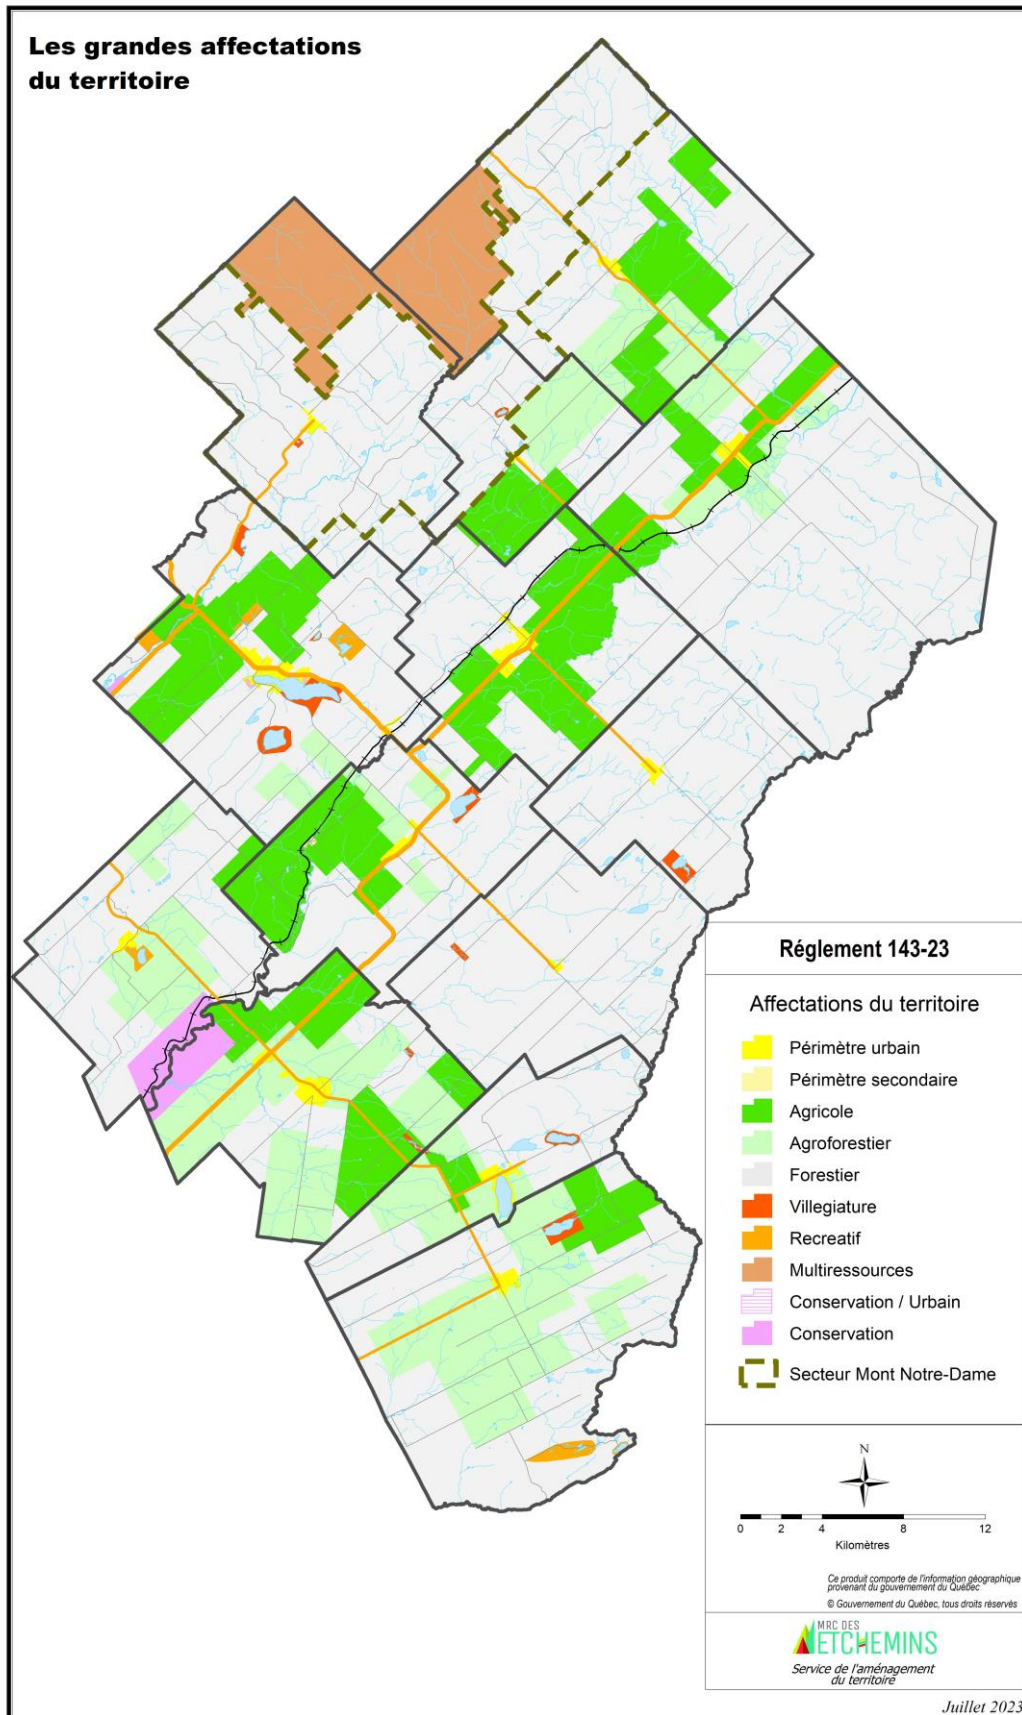 Les grandes affectations
du territoire
Réglement 143-23
Affectations du territoire
Périmètre urbain
Périmètre secondaire
Agricole
Agroforestier
Forestier
Villegiature
Recreatif
Multiressources
Conservation / Urbain
Conservation
Secteur Mont Notre-Dame
N
0 2 4 8 12
Kilomètres
Ce produit comporte de l'information géographique
provenant du gouvernement du Québec
© Gouvernement du Québec, tous droits réservés
MRC DES
ETCHEMINS
Service de l'aménagement
du territoire
Juillet 2023